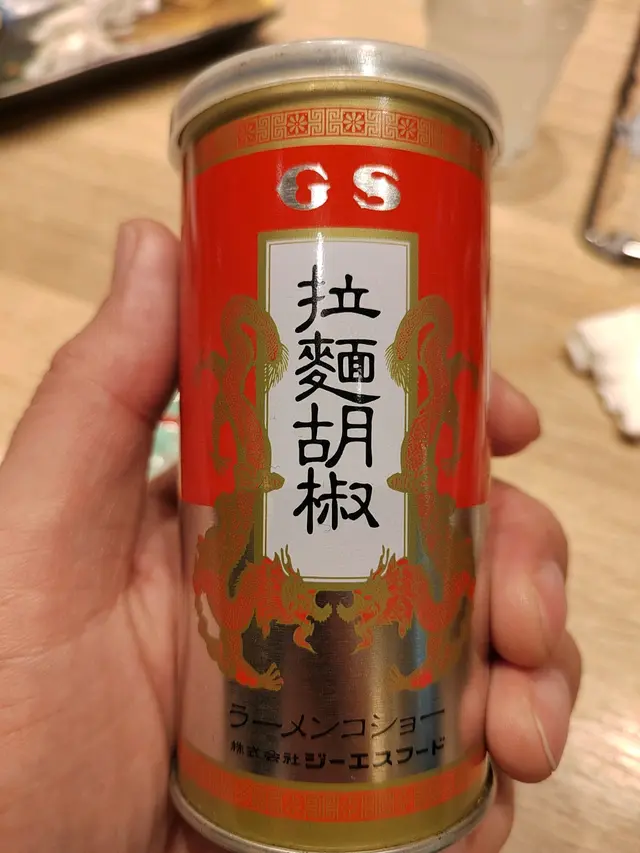 GS
拉麺胡椒
ラーメンコショー
株式会社ジーエスフード